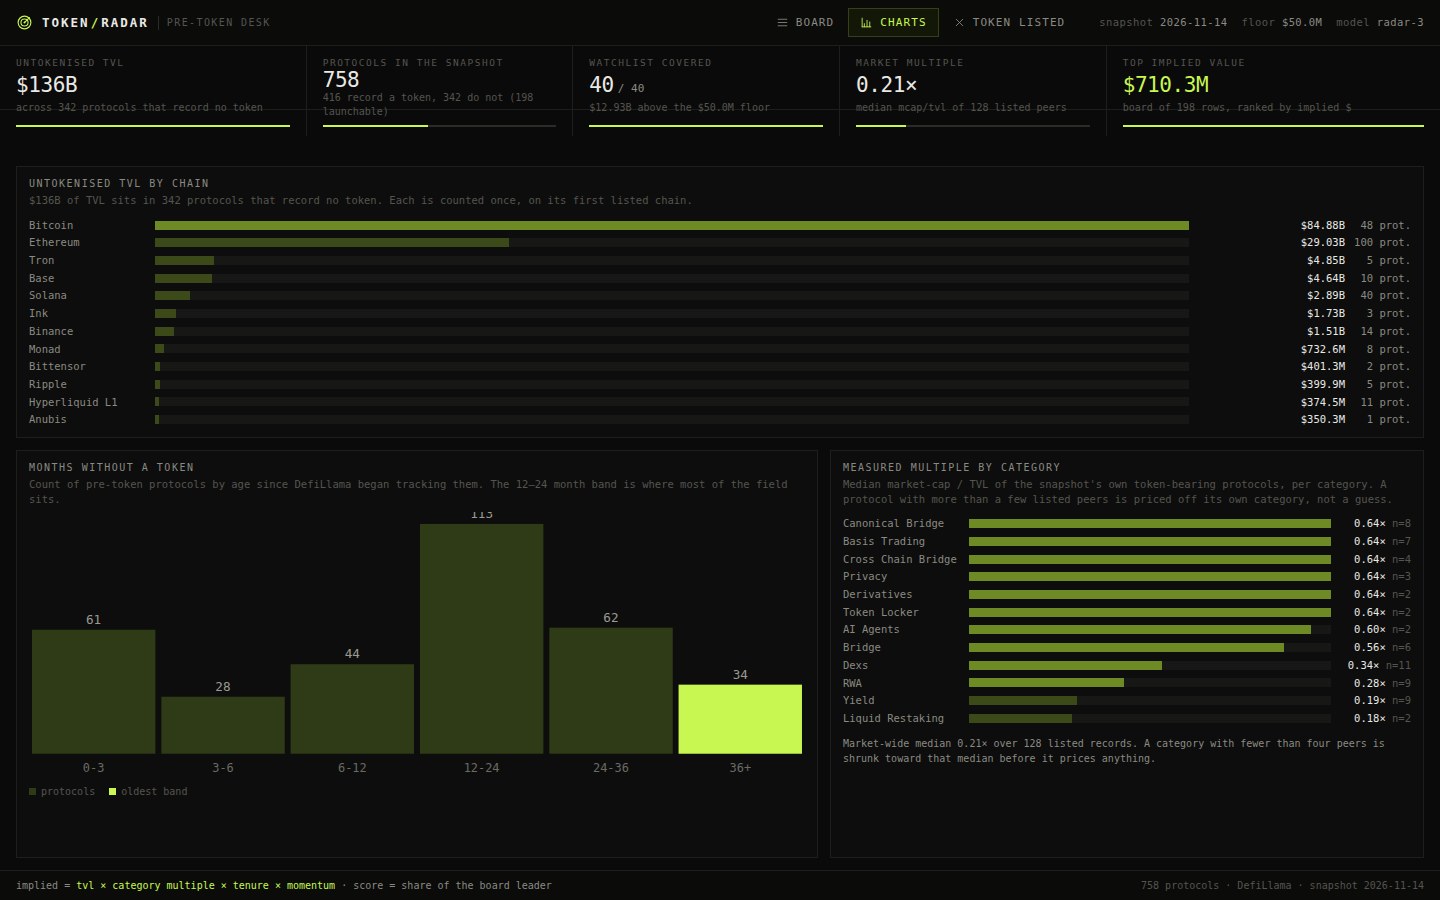 TOKEN/RADAR PRE-TOKEN DESK
BOARD CHARTS TOKEN LISTED snapshot 2026-11-14 floor $50.0M model radar-3
UNTOKENISED TVL
$136B
across 342 protocols that record no token
PROTOCOLS IN THE SNAPSHOT
758
416 record a token, 342 do not (198
launchable)
WATCHLIST COVERED
40 / 40
$12.93B above the $50.0M floor
MARKET MULTIPLE
0.21×
median mcap/tvl of 128 listed peers
TOP IMPLIED VALUE
$710.3M
board of 198 rows, ranked by implied $
UNTOKENISED TVL BY CHAIN
$136B of TVL sits in 342 protocols that record no token. Each is counted once, on its first listed chain.
Bitcoin $84.88B 48 prot.
Ethereum $29.03B 100 prot.
Tron $4.85B 5 prot.
Base $4.64B 10 prot.
Solana $2.89B 40 prot.
Ink $1.73B 3 prot.
Binance $1.51B 14 prot.
Monad $732.6M 8 prot.
Bittensor $401.3M 2 prot.
Ripple $399.9M 5 prot.
Hyperliquid L1 $374.5M 11 prot.
Anubis $350.3M 1 prot.
MONTHS WITHOUT A TOKEN
Count of pre-token protocols by age since DefiLlama began tracking them. The 12–24 month band is where most of the field
sits.
61
28
44
113
62
34
0-3
3-6
6-12
12-24
24-36
36+
protocols oldest band
MEASURED MULTIPLE BY CATEGORY
Median market-cap / TVL of the snapshot's own token-bearing protocols, per category. A
protocol with more than a few listed peers is priced off its own category, not a guess.
Canonical Bridge 0.64× n=8
Basis Trading 0.64× n=7
Cross Chain Bridge 0.64× n=4
Privacy 0.64× n=3
Derivatives 0.64× n=2
Token Locker 0.64× n=2
AI Agents 0.60× n=2
Bridge 0.56× n=6
Dexs 0.34× n=11
RWA 0.28× n=9
Yield 0.19× n=9
Liquid Restaking 0.18× n=2
Market-wide median 0.21× over 128 listed records. A category with fewer than four peers is
shrunk toward that median before it prices anything.
implied = tvl × category multiple × tenure × momentum · score = share of the board leader
758 protocols · DefiLlama · snapshot 2026-11-14